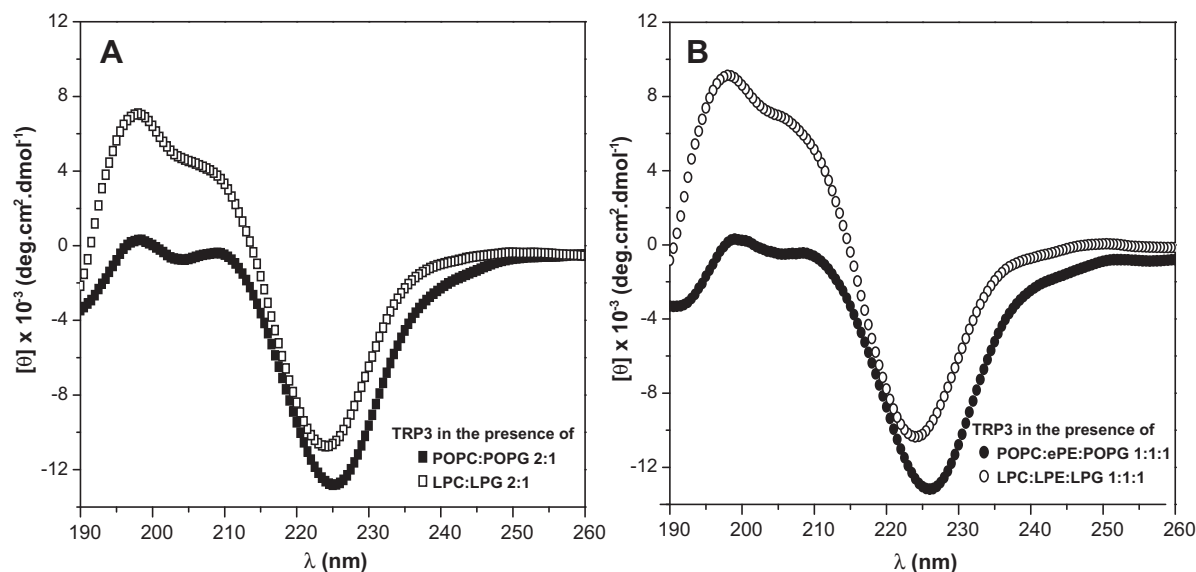 A
12
8
4
0
-4
-8
-12
[θ] x 10⁻³ (deg.cm².dmol⁻¹)
TRP3 in the presence of
POPC:POPG 2:1
LPC:LPG 2:1
190 200 210 220 230 240 250 260
λ (nm)
B
12
8
4
0
-4
-8
-12
[θ] x 10⁻³ (deg.cm².dmol⁻¹)
TRP3 in the presence of
POPC:ePE:POPG 1:1:1
LPC:LPE:LPG 1:1:1
190 200 210 220 230 240 250 260
λ (nm)